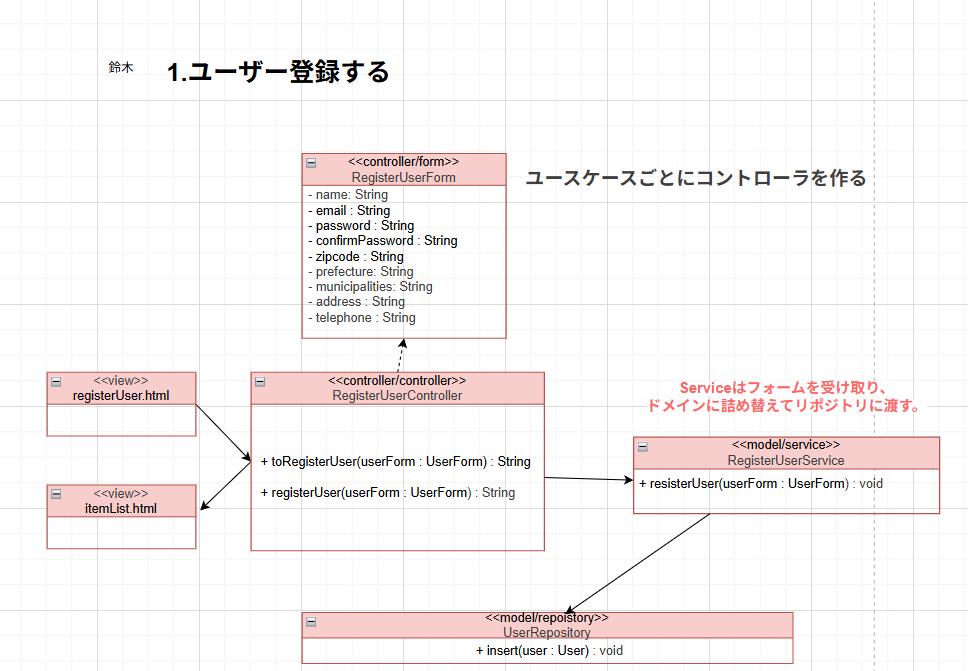 鈴木
1.ユーザー登録する
<<controller/form>>
RegisterUserForm
- name: String
- email : String
- password : String
- confirmPassword : String
- zipcode : String
- prefecture: String
- municipalities: String
- address : String
- telephone : String
ユースケースごとにコントローラを作る
<<view>>
registerUser.html
<<controller/controller>>
RegisterUserController
+ toRegisterUser(userForm : UserForm) : String
+ registerUser(userForm : UserForm) : String
Serviceはフォームを受け取り、
ドメインに詰め替えてリポジトリに渡す。
<<model/service>>
RegisterUserService
+ resisterUser(userForm : UserForm) : void
<<view>>
itemList.html
<<model/repoistory>>
UserRepository
+ insert(user : User) : void